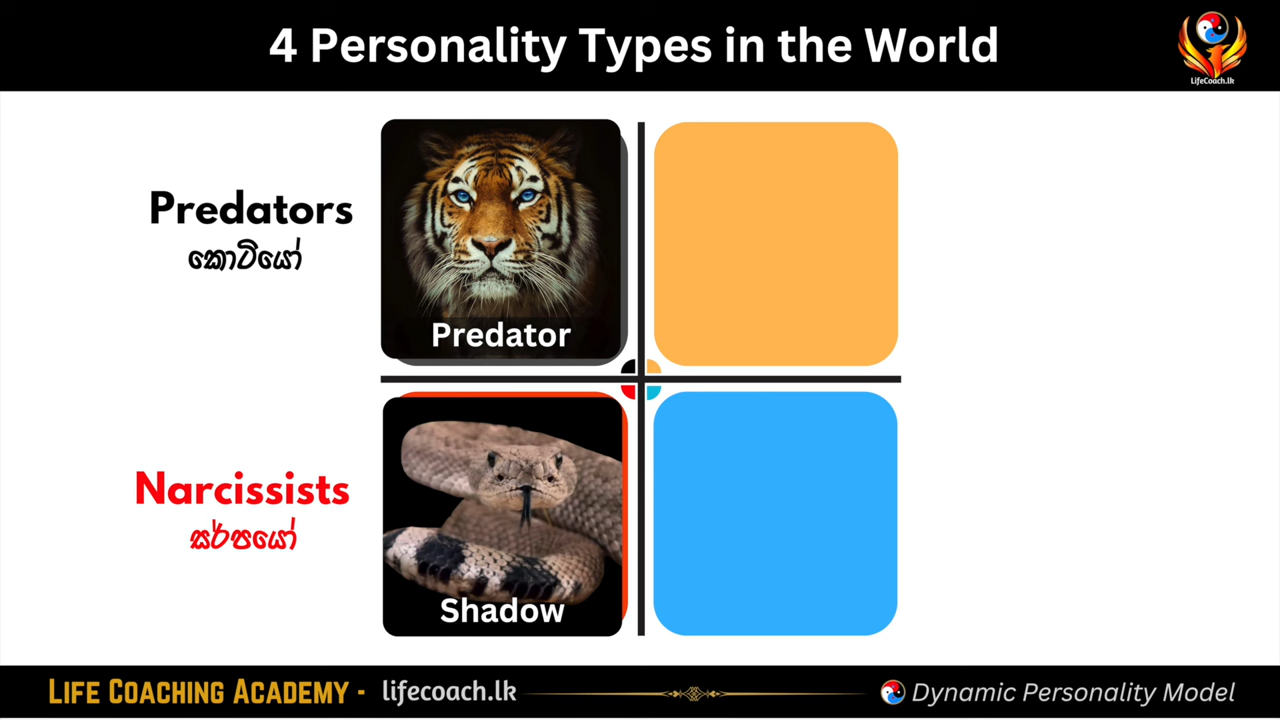 4 Personality Types in the World
LifeCoach.lk
Predators
කොටියෝ
Predator
Narcissists
සර්පයෝ
Shadow
LIFE COACHING ACADEMY - lifecoach.lk
Dynamic Personality Model